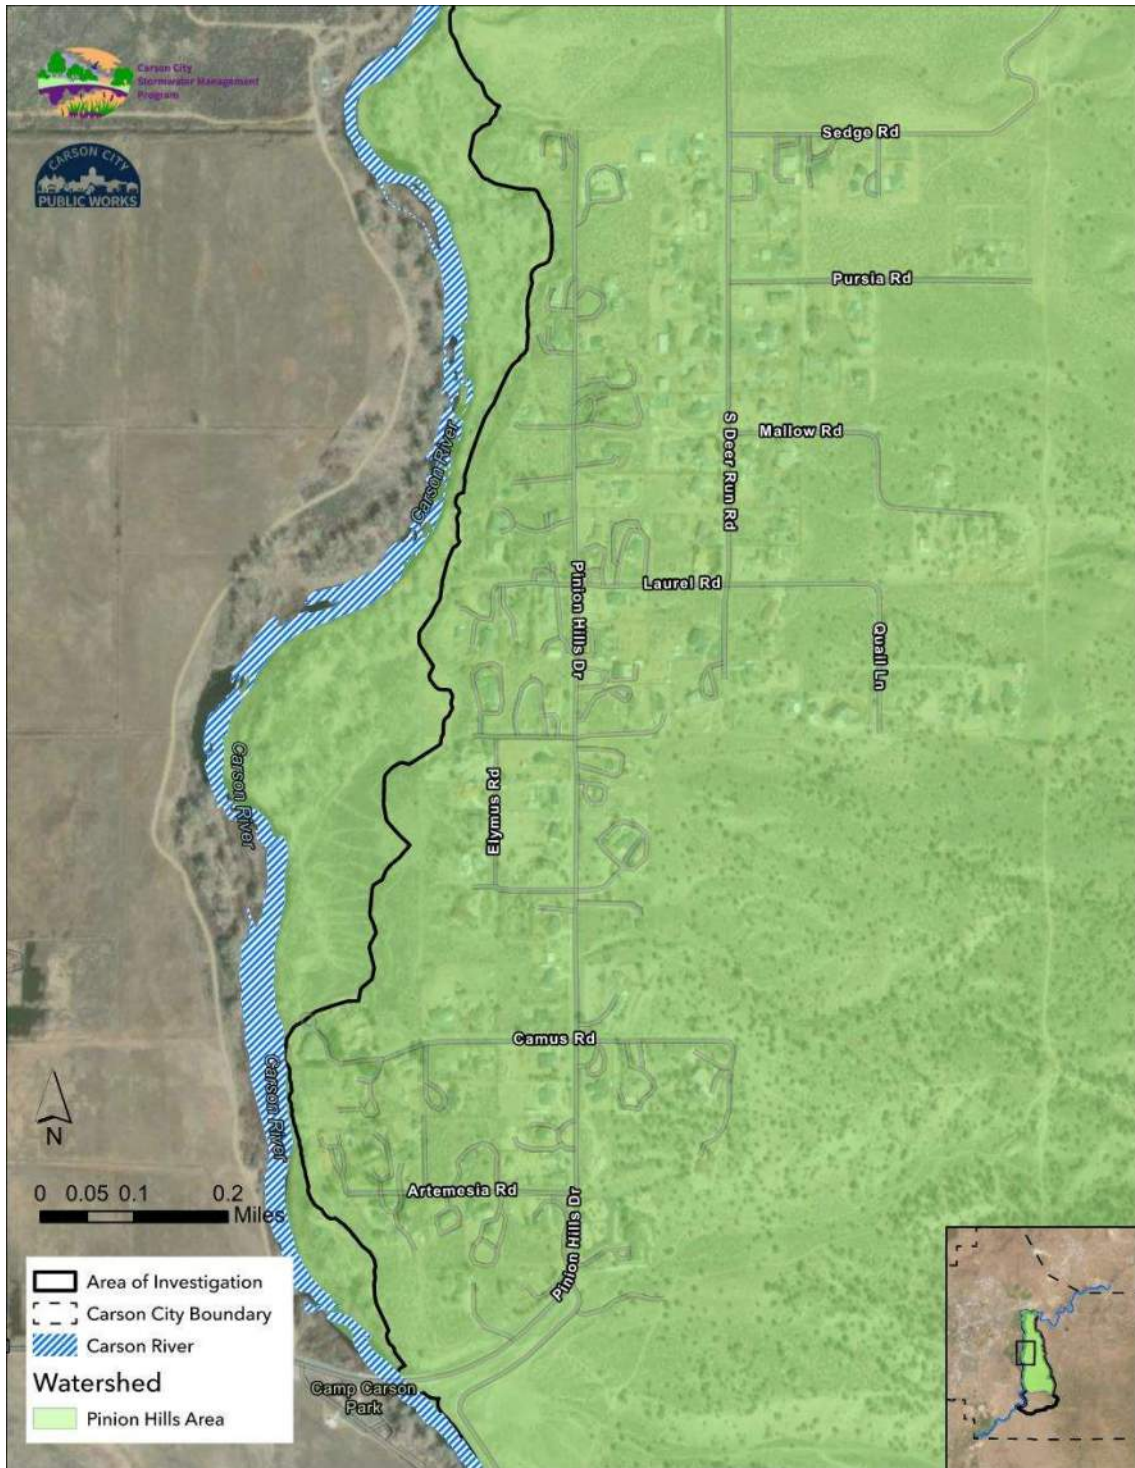 Carson City
Stormwater Management
Program
CARSON CITY
PUBLIC WORKS
Sedge Rd
Pursia Rd
S Deer Run Rd
Mallow Rd
Carson River
Laurel Rd
Pinion Hills Dr
Quail Ln
Carson River
Elymus Rd
Camus Rd
Carson River
Artemesia Rd
Pinion Hills Dr
Camp Carson
Park
N
0 0.05 0.1 0.2
Miles
Area of Investigation
Carson City Boundary
Carson River
Watershed
Pinion Hills Area